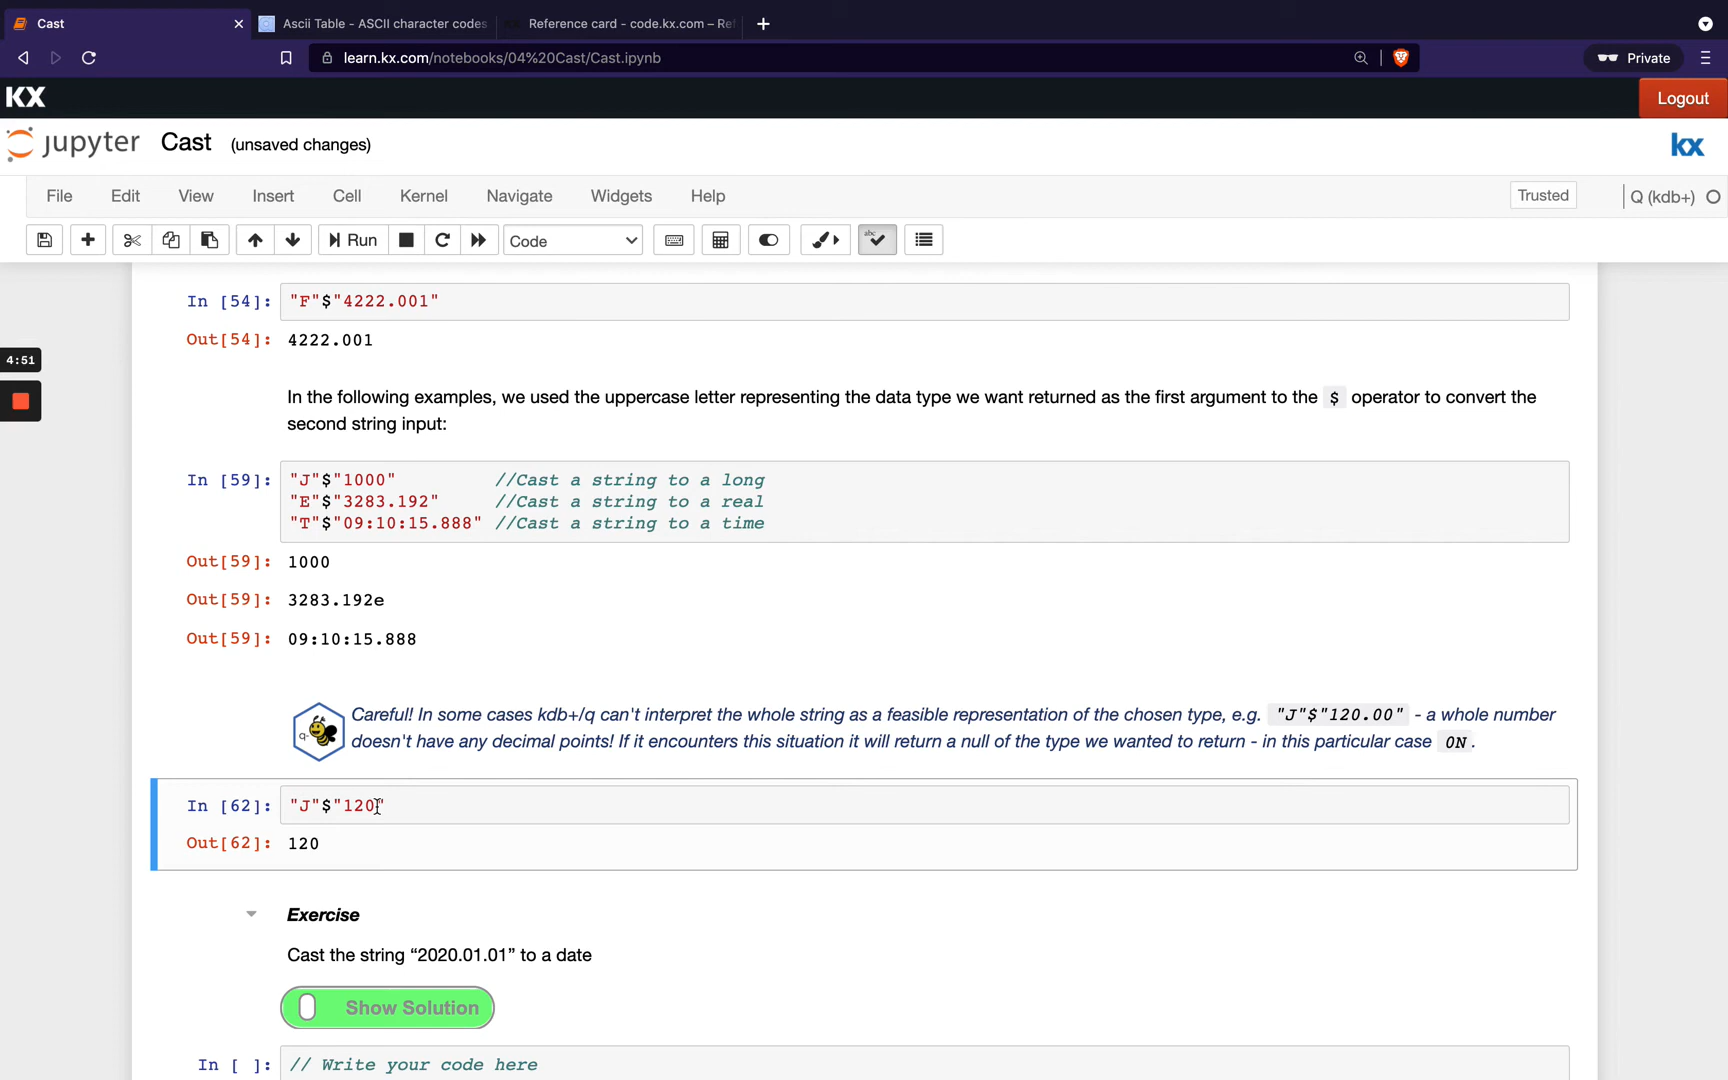 Cast
Ascii Table - ASCII character codes
Reference card - code.kx.com – Ref
learn.kx.com/notebooks/04%20Cast/Cast.ipynb
Private
KX
Logout
jupyter Cast (unsaved changes)
kx
File Edit View Insert Cell Kernel Navigate Widgets Help
Trusted
Q (kdb+)
Run
Code
abc
In [54]: "F"$"4222.001"
Out[54]: 4222.001
4:51
In the following examples, we used the uppercase letter representing the data type we want returned as the first argument to the $ operator to convert the
second string input:
In [59]: "J"$"1000" //Cast a string to a long
"E"$"3283.192" //Cast a string to a real
"T"$"09:10:15.888" //Cast a string to a time
Out[59]: 1000
Out[59]: 3283.192e
Out[59]: 09:10:15.888
q-
Careful! In some cases kdb+/q can't interpret the whole string as a feasible representation of the chosen type, e.g. "J"$"120.00" - a whole number
doesn't have any decimal points! If it encounters this situation it will return a null of the type we wanted to return - in this particular case 0N.
In [62]: "J"$"120"
Out[62]: 120
Exercise
Cast the string “2020.01.01” to a date
Show Solution
In [ ]: // Write your code here